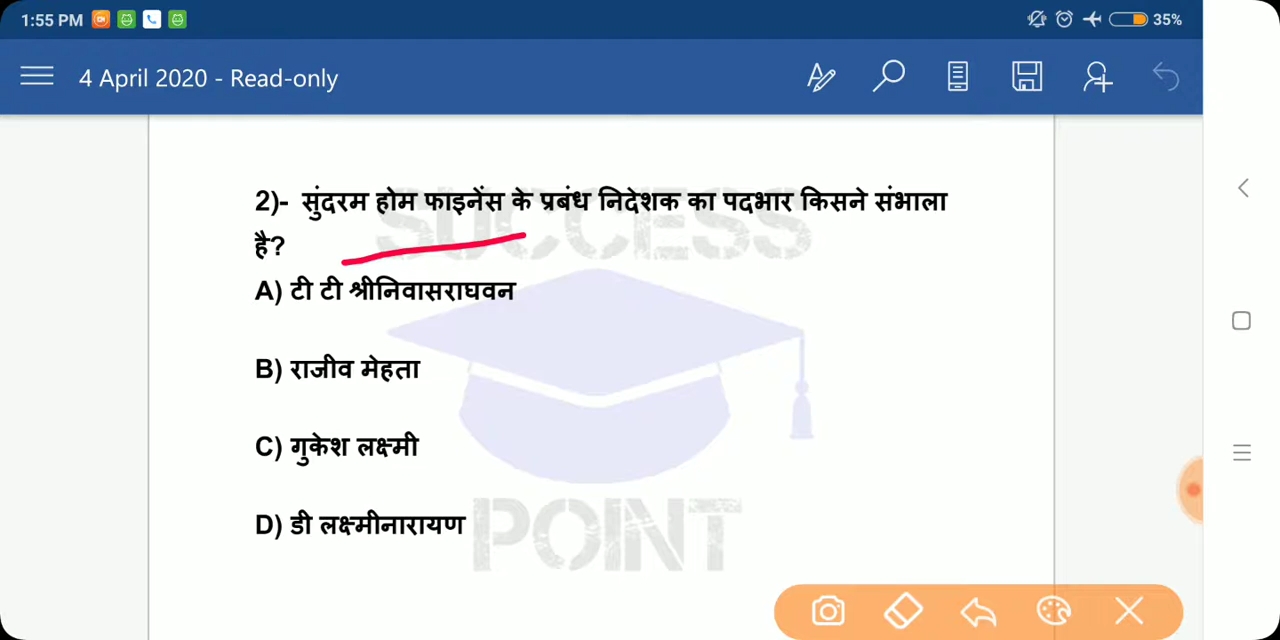 1:55 PM 35%
4 April 2020 - Read-only
SUCCESS
2)- सुंदरम होम फाइनेंस के प्रबंध निदेशक का पदभार किसने संभाला
है?
A) टी टी श्रीनिवासराघवन
B) राजीव मेहता
C) गुकेश लक्ष्मी
D) डी लक्ष्मीनारायण
POINT